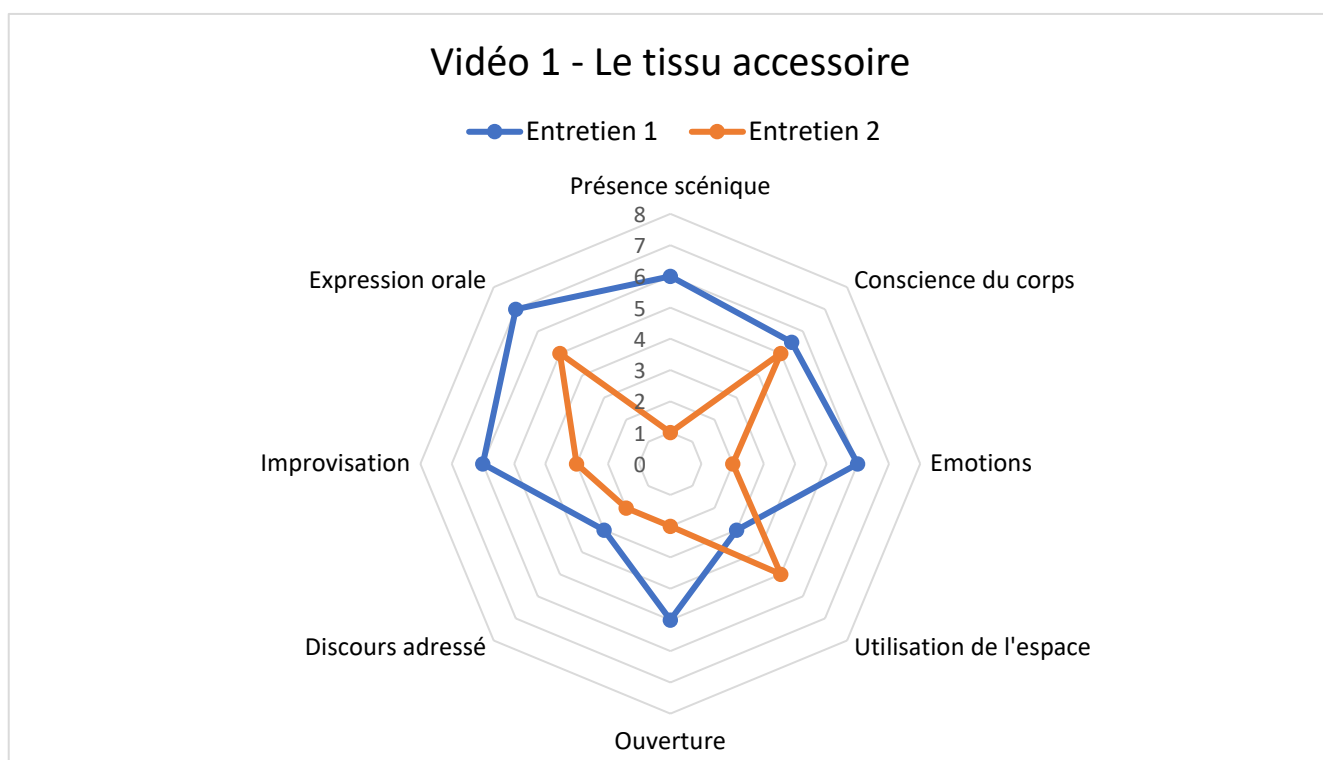 Vidéo 1 - Le tissu accessoire
Entretien 1 Entretien 2
Présence scénique
8
7
6
5
4
3
2
1
0
Expression orale
Conscience du corps
Improvisation
Emotions
Discours adressé
Utilisation de l'espace
Ouverture